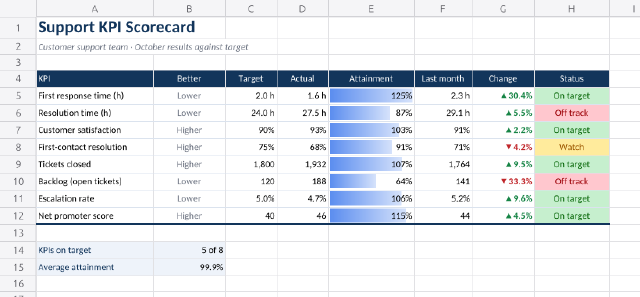 A B C D E F G H I
1 Support KPI Scorecard
2 Customer support team · October results against target
3
4 KPI Better Target Actual Attainment Last month Change Status
5 First response time (h) Lower 2.0 h 1.6 h 125% 2.3 h ▲30.4% On target
6 Resolution time (h) Lower 24.0 h 27.5 h 87% 29.1 h ▲5.5% Off track
7 Customer satisfaction Higher 90% 93% 103% 91% ▲2.2% On target
8 First-contact resolution Higher 75% 68% 91% 71% ▼4.2% Watch
9 Tickets closed Higher 1,800 1,932 107% 1,764 ▲9.5% On target
10 Backlog (open tickets) Lower 120 188 64% 141 ▼33.3% Off track
11 Escalation rate Lower 5.0% 4.7% 106% 5.2% ▲9.6% On target
12 Net promoter score Higher 40 46 115% 44 ▲4.5% On target
13
14 KPIs on target 5 of 8
15 Average attainment 99.9%
16